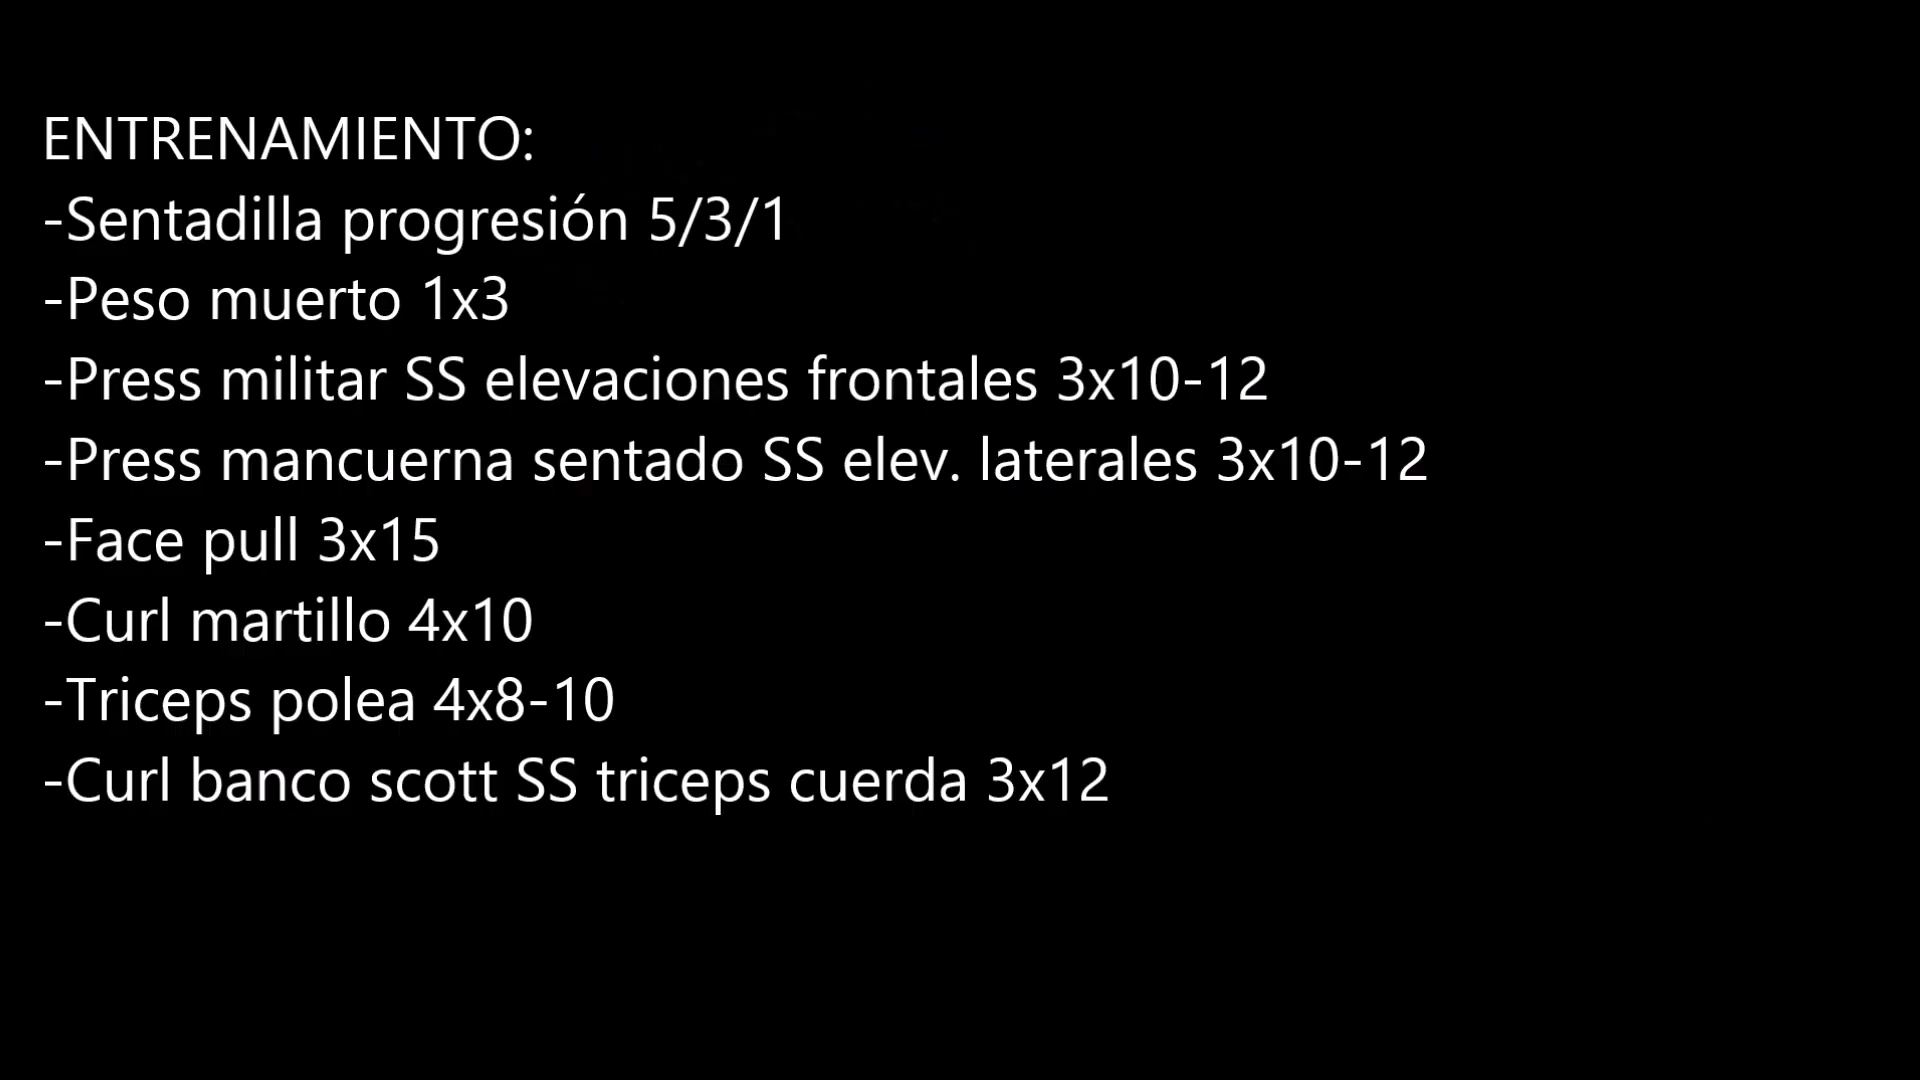 ENTRENAMIENTO:
-Sentadilla progresión 5/3/1
-Peso muerto 1x3
-Press militar SS elevaciones frontales 3x10-12
-Press mancuerna sentado SS elev. laterales 3x10-12
-Face pull 3x15
-Curl martillo 4x10
-Triceps polea 4x8-10
-Curl banco scott SS triceps cuerda 3x12